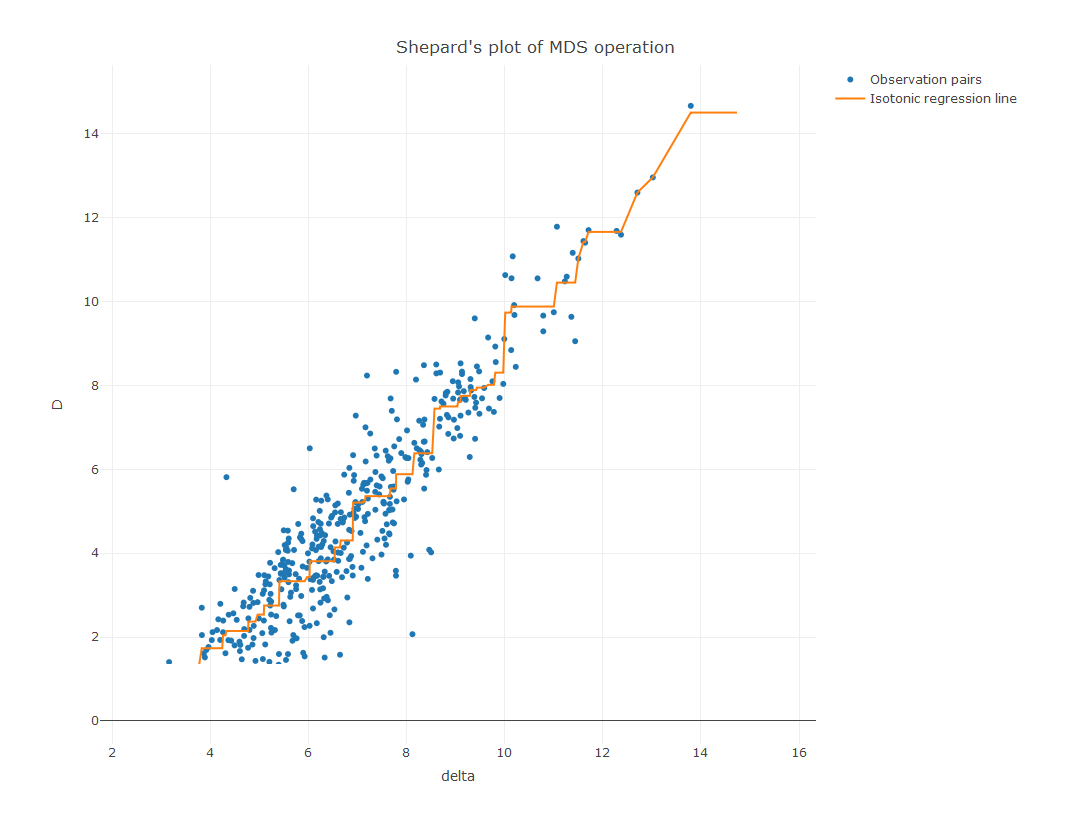 Shepard's plot of MDS operation
Observation pairs
Isotonic regression line
D
14
12
10
8
6
4
2
0
2 4 6 8 10 12 14 16
delta